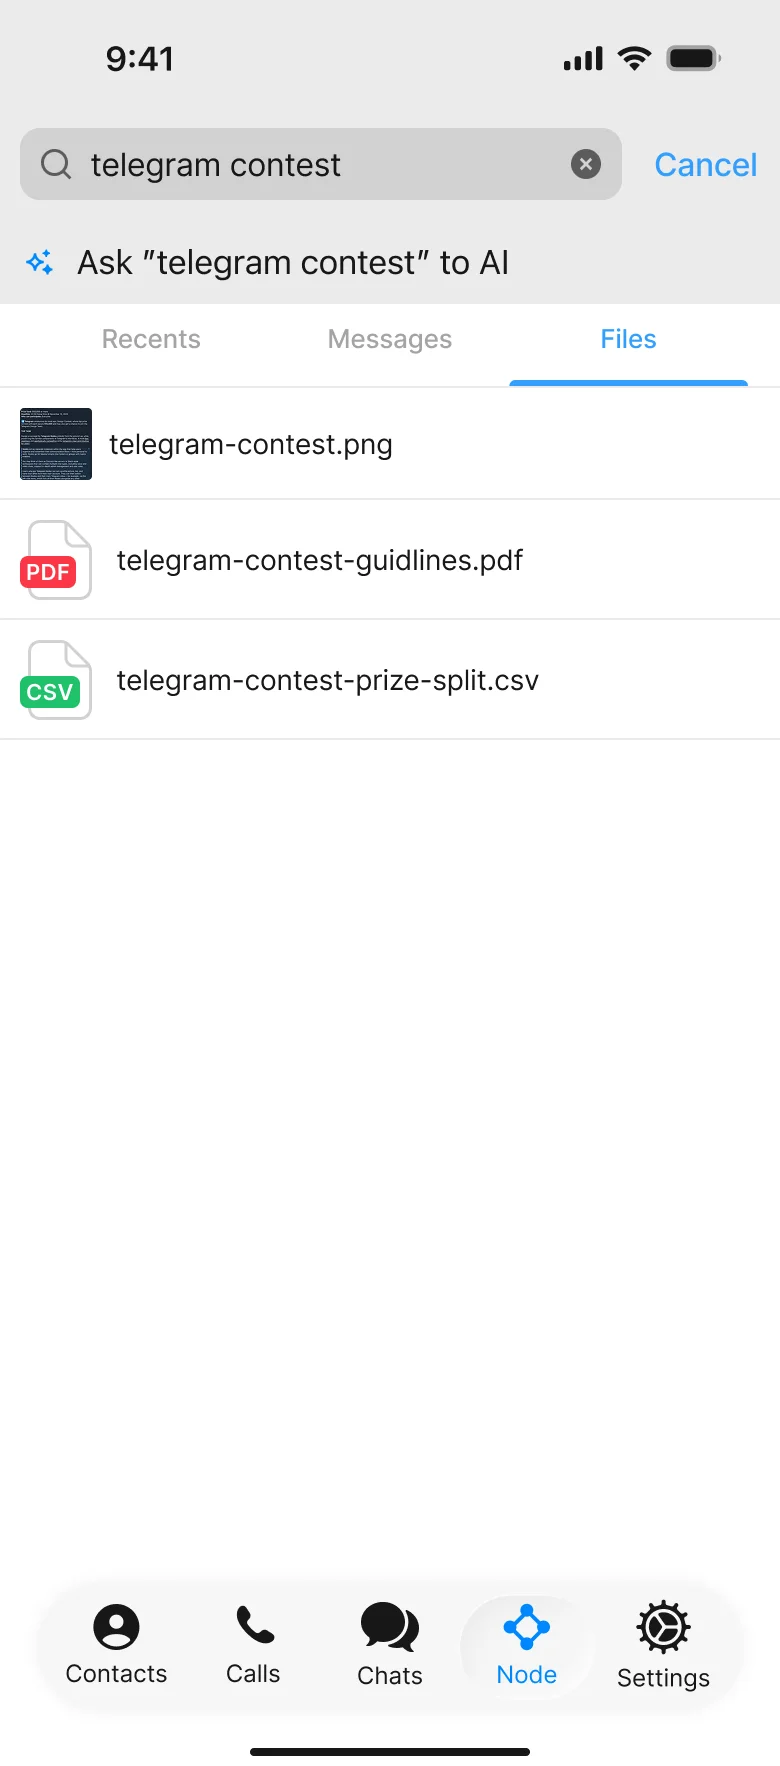 9:41
telegram contest
Cancel
Ask "telegram contest" to AI
Recents
Messages
Files
telegram-contest.png
PDF
telegram-contest-guidlines.pdf
CSV
telegram-contest-prize-split.csv
Contacts
Calls
Chats
Node
Settings